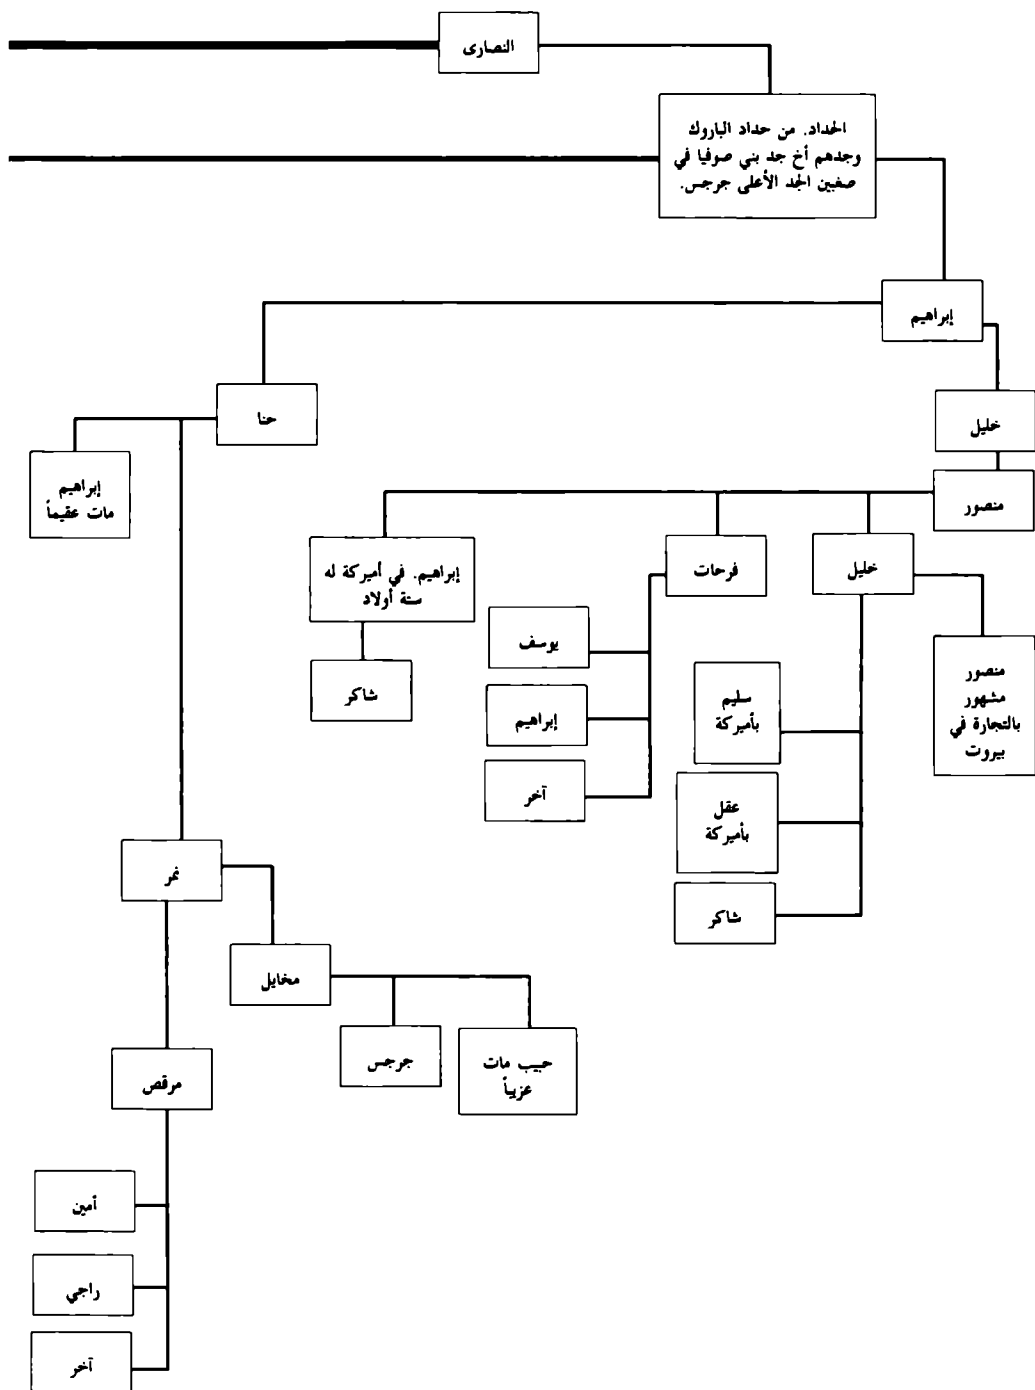 النصارى
الحداد. من حداد الباروك
وجدهم أخ جد بني صوفيا في
صغبين الجد الأعلى جرجس.
إبراهيم
خليل
منصور
خليل
منصور
مشهور
بالتجارة في
بيروت
سليم
بأميركة
عقل
بأميركة
شاكر
فرحات
يوسف
إبراهيم
آخر
إبراهيم. في أميركة له
ستة أولاد
شاكر
حنا
إبراهيم
مات عقيماً
نمر
مخايل
حبيب مات
عزيباً
جرجس
مرقص
أمين
راجي
آخر